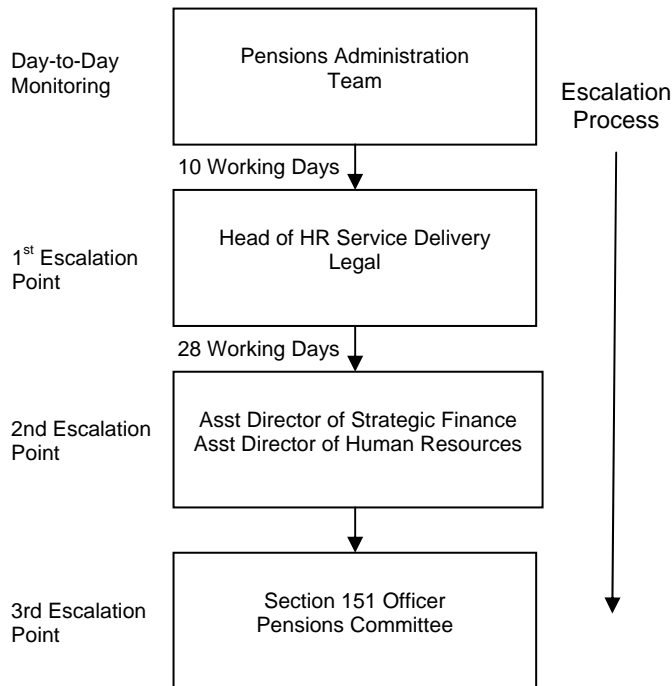 Day-to-Day
Monitoring
Pensions Administration
Team
Escalation
Process
10 Working Days
1st Escalation
Point
Head of HR Service Delivery
Legal
28 Working Days
2nd Escalation
Point
Asst Director of Strategic Finance
Asst Director of Human Resources
3rd Escalation
Point
Section 151 Officer
Pensions Committee